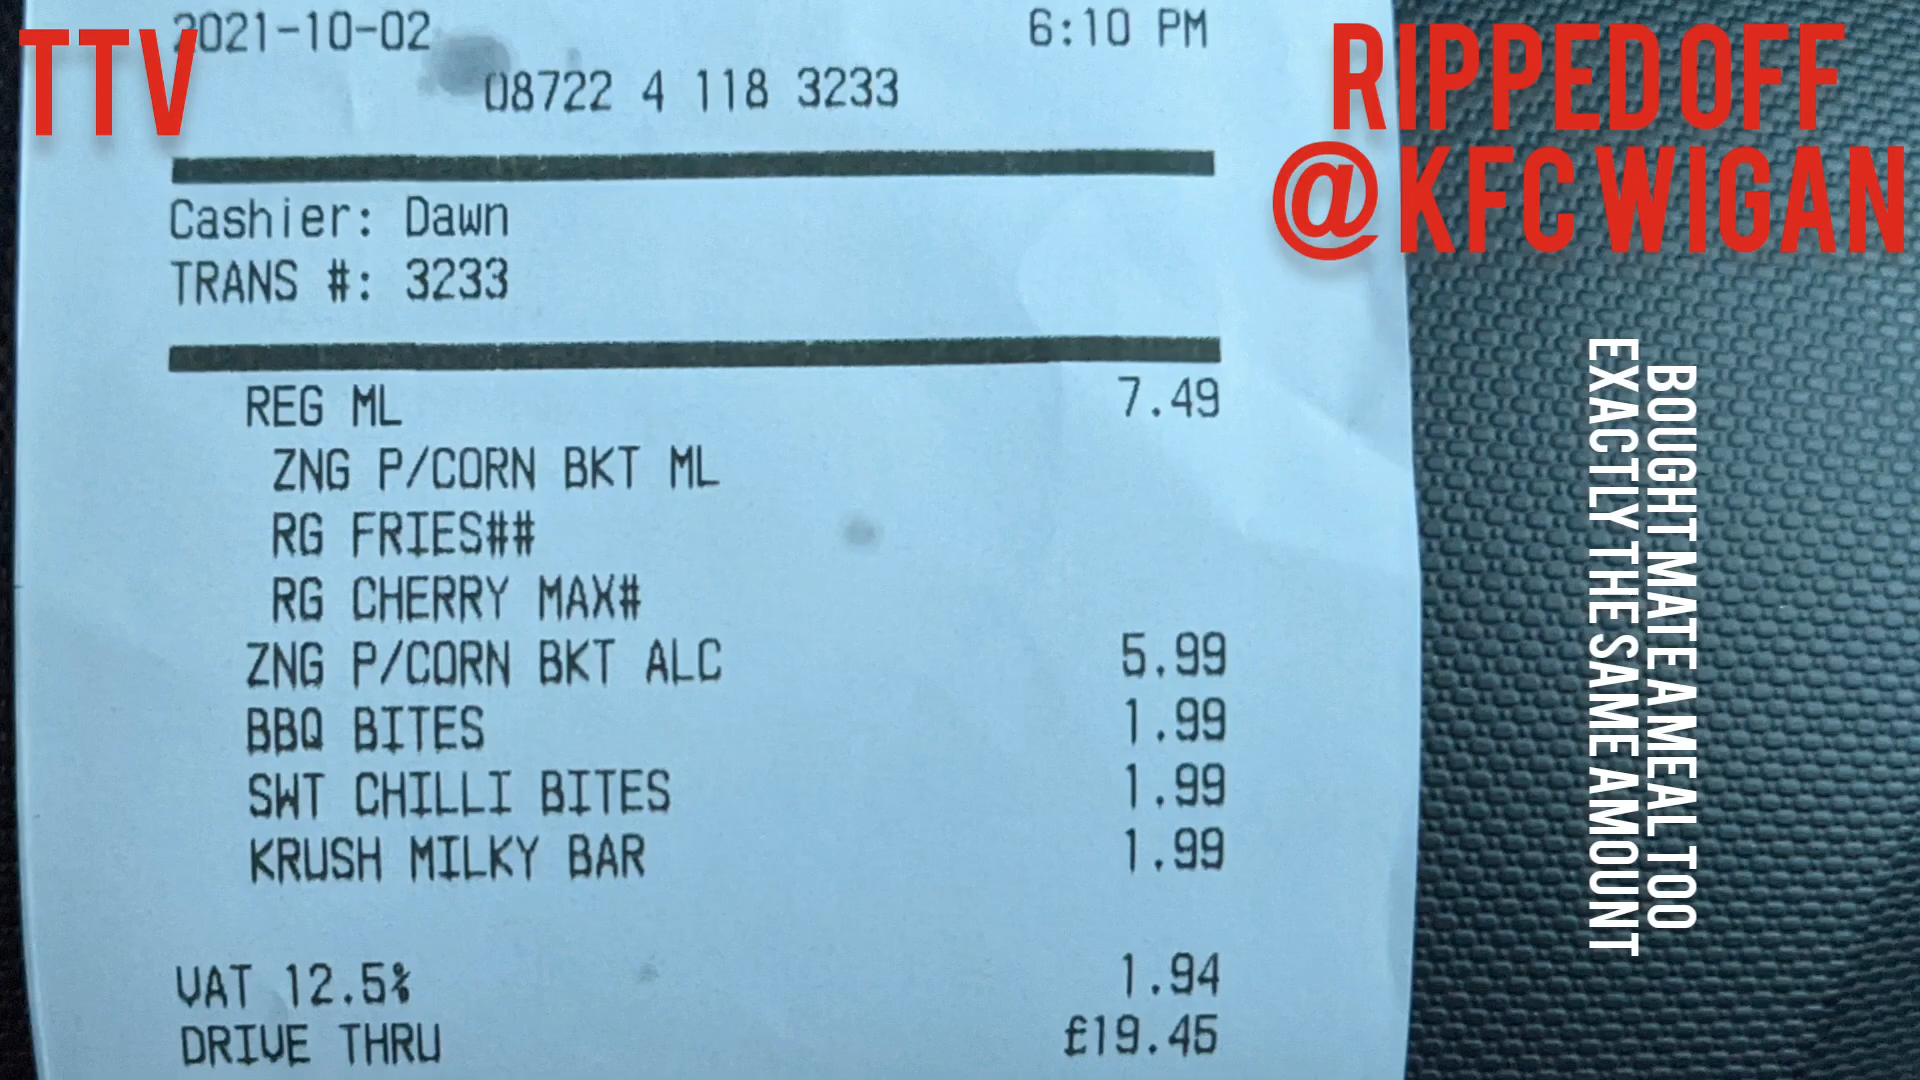 TTV
2021-10-02 6:10 PM
08722 4 118 3233
Cashier: Dawn
TRANS #: 3233
REG ML 7.49
ZNG P/CORN BKT ML
RG FRIES##
RG CHERRY MAX#
ZNG P/CORN BKT ALC 5.99
BBQ BITES 1.99
SWT CHILLI BITES 1.99
KRUSH MILKY BAR 1.99
VAT 12.5% 1.94
DRIVE THRU £19.45
RIPPED OFF
@ KFC WIGAN
BOUGHT MATE A MEAL TOO
EXACTLY THE SAME AMOUNT